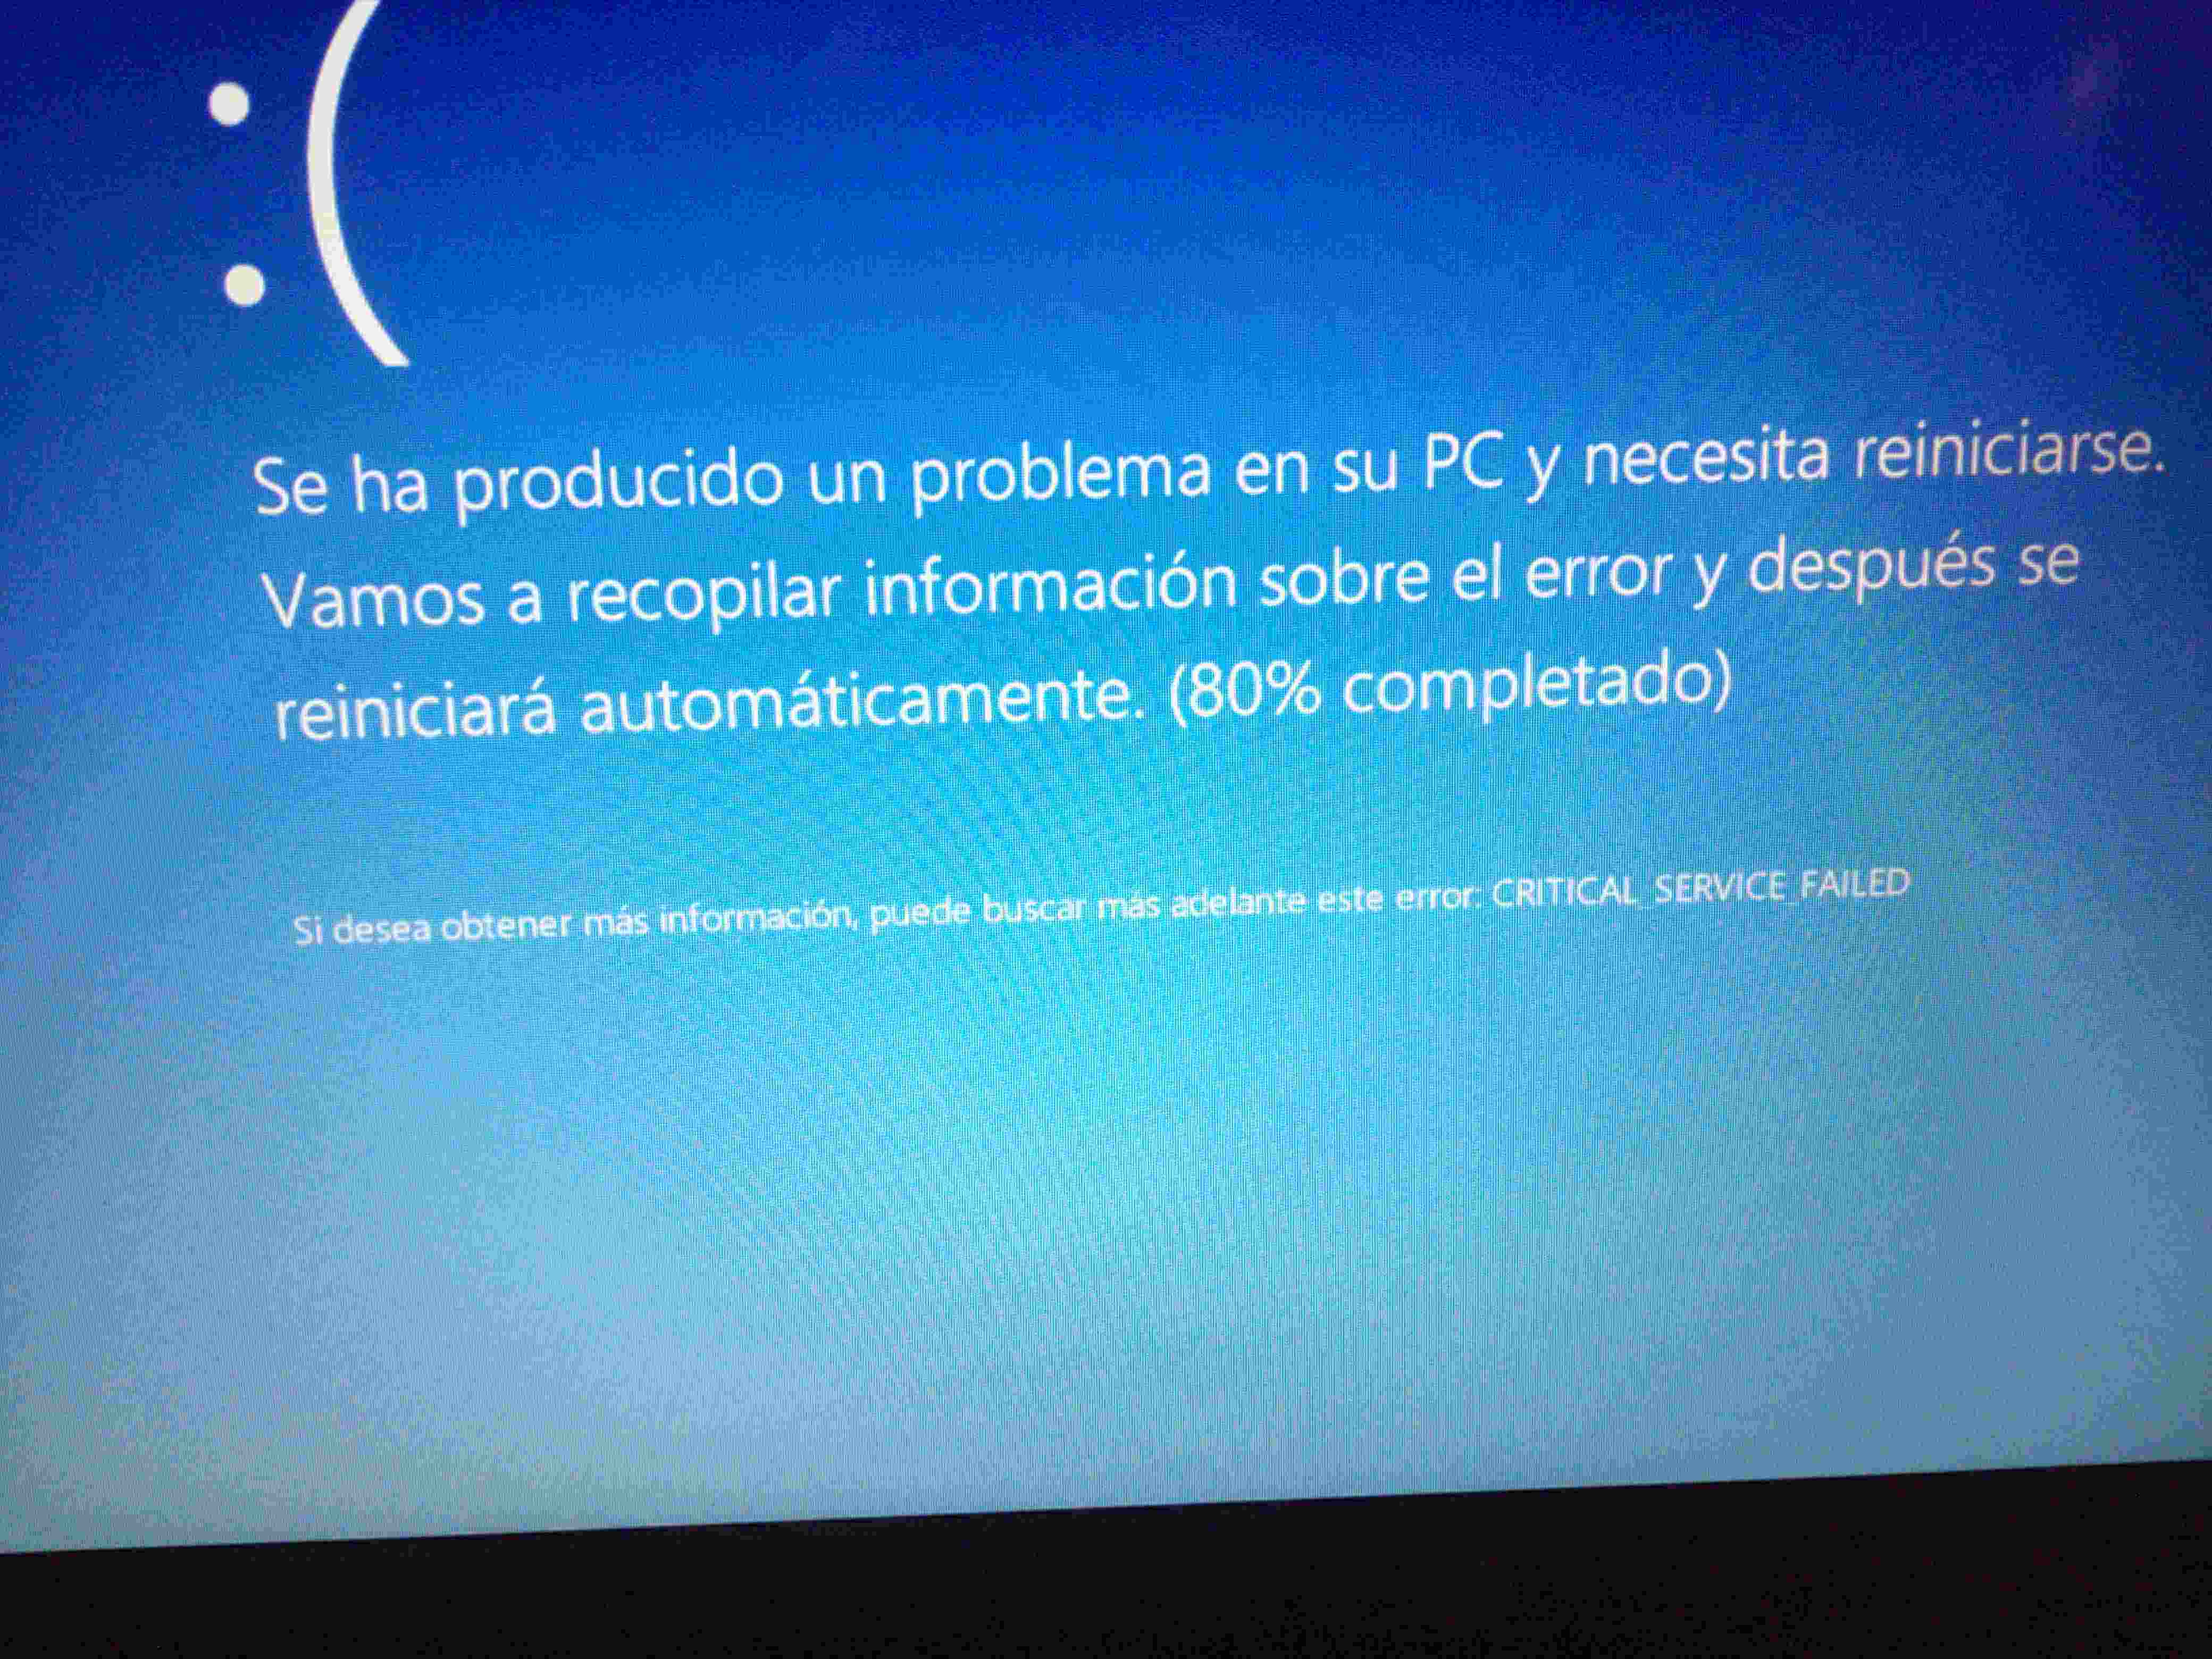 :(
Se ha producido un problema en su PC y necesita reiniciarse.
Vamos a recopilar información sobre el error y después se
reiniciará automáticamente. (80% completado)
Si desea obtener más información, puede buscar más adelante este error: CRITICAL_SERVICE_FAILED